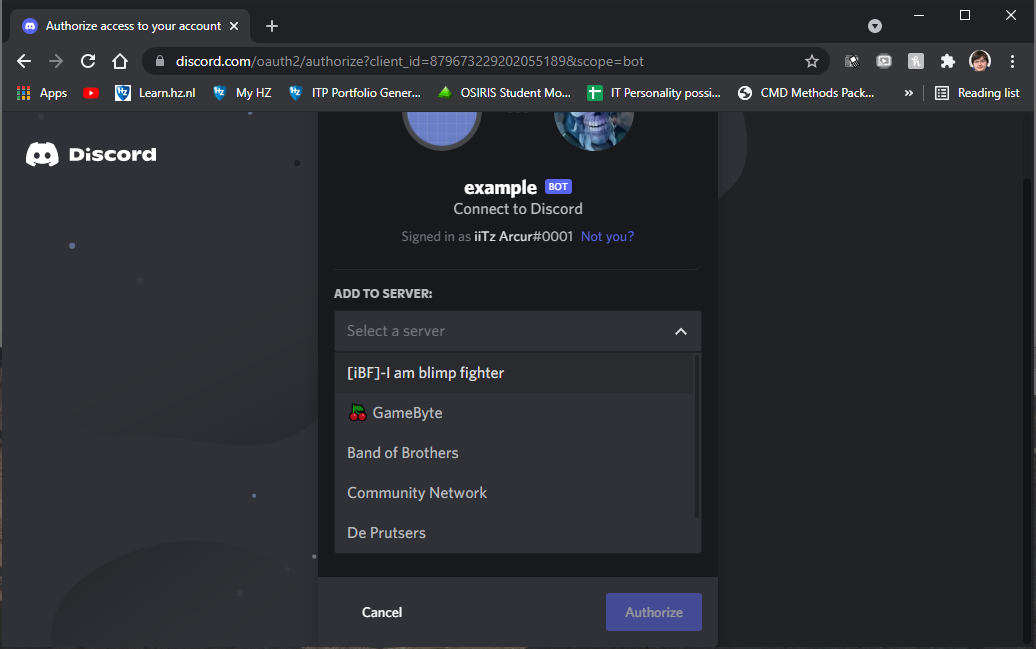 Authorize access to your account
discord.com/oauth2/authorize?client_id=879673229202055189&scope=bot
Apps Learn.hz.nl My HZ ITP Portfolio Gener... OSIRIS Student Mo... IT Personality possi... CMD Methods Pack... » Reading list
Discord
example BOT
Connect to Discord
Signed in as iiTz Arcur#0001 Not you?
ADD TO SERVER:
Select a server
[iBF]-I am blimp fighter
GameByte
Band of Brothers
Community Network
De Prutsers
Cancel Authorize